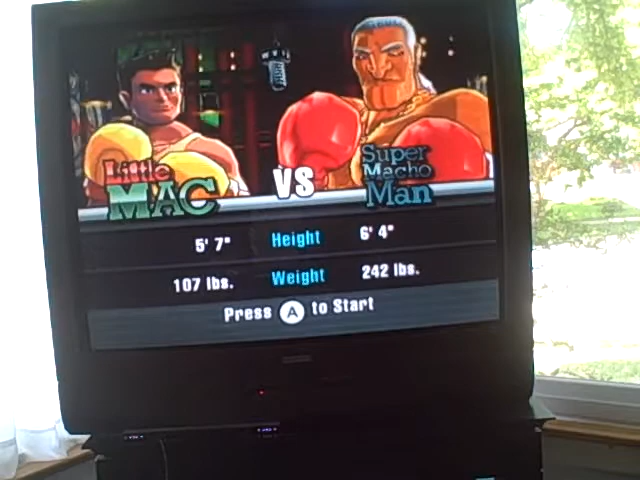 Little
MAC
VS
Super
Macho
Man
5' 7" Height 6' 4"
107 lbs. Weight 242 lbs.
Press A to Start